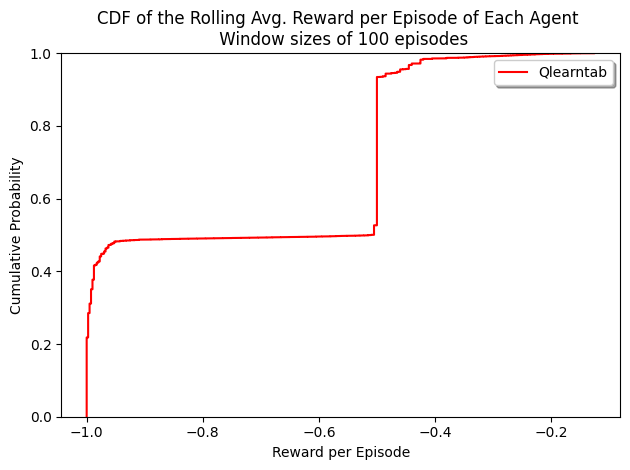 CDF of the Rolling Avg. Reward per Episode of Each Agent
Window sizes of 100 episodes
Qlearntab
1.0
0.8
0.6
0.4
0.2
0.0
Cumulative Probability
−1.0
−0.8
−0.6
−0.4
−0.2
Reward per Episode